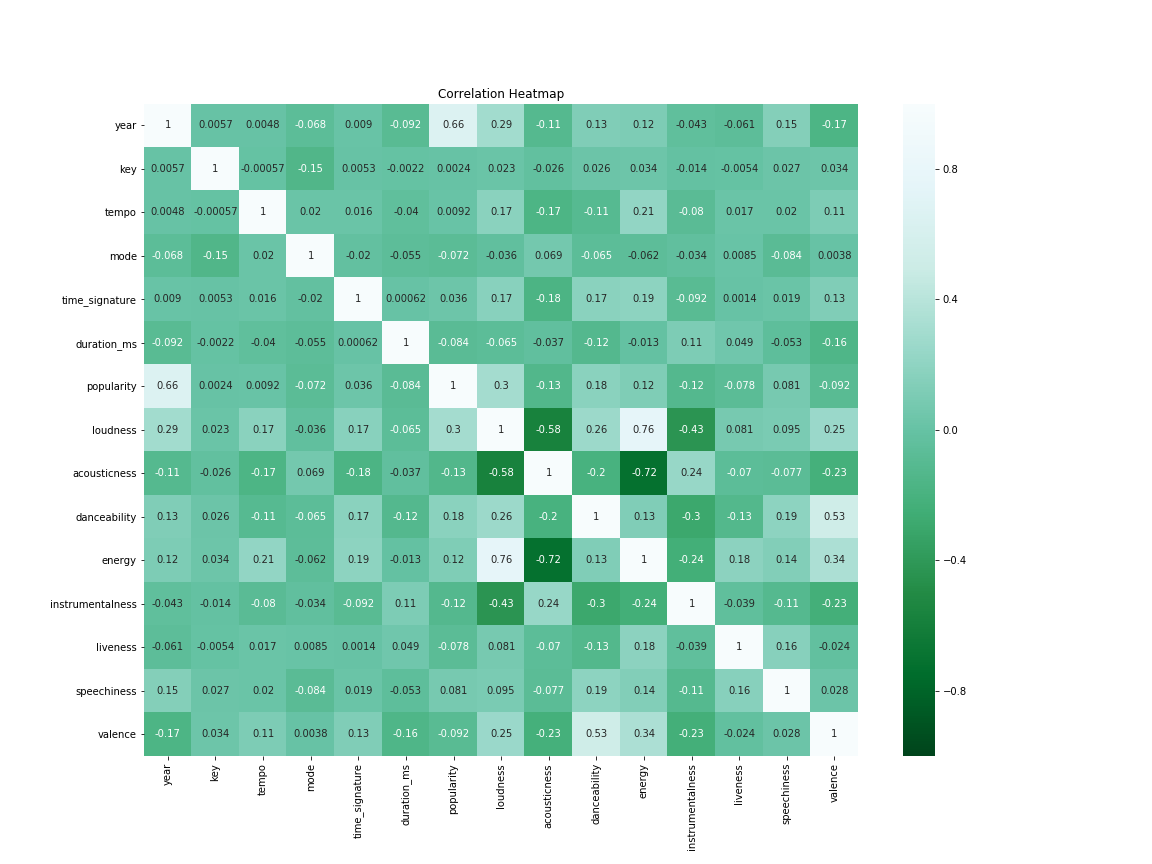 Correlation Heatmap
year 1 0.0057 0.0048 -0.068 0.009 -0.092 0.66 0.29 -0.11 0.13 0.12 -0.043 -0.061 0.15 -0.17
key 0.0057 1 -0.00057 -0.15 0.0053 -0.0022 0.0024 0.023 -0.026 0.026 0.034 -0.014 -0.0054 0.027 0.034
tempo 0.0048 -0.00057 1 0.02 0.016 -0.04 0.0092 0.17 -0.17 -0.11 0.21 -0.08 0.017 0.02 0.11
mode -0.068 -0.15 0.02 1 -0.02 -0.055 -0.072 -0.036 0.069 -0.065 -0.062 -0.034 0.0085 -0.084 0.0038
time_signature 0.009 0.0053 0.016 -0.02 1 0.00062 0.036 0.17 -0.18 0.17 0.19 -0.092 0.0014 0.019 0.13
duration_ms -0.092 -0.0022 -0.04 -0.055 0.00062 1 -0.084 -0.065 -0.037 -0.12 -0.013 0.11 0.049 -0.053 -0.16
popularity 0.66 0.0024 0.0092 -0.072 0.036 -0.084 1 0.3 -0.13 0.18 0.12 -0.12 -0.078 0.081 -0.092
loudness 0.29 0.023 0.17 -0.036 0.17 -0.065 0.3 1 -0.58 0.26 0.76 -0.43 0.081 0.095 0.25
acousticness -0.11 -0.026 -0.17 0.069 -0.18 -0.037 -0.13 -0.58 1 -0.2 -0.72 0.24 -0.07 -0.077 -0.23
danceability 0.13 0.026 -0.11 -0.065 0.17 -0.12 0.18 0.26 -0.2 1 0.13 -0.3 -0.13 0.19 0.53
energy 0.12 0.034 0.21 -0.062 0.19 -0.013 0.12 0.76 -0.72 0.13 1 -0.24 0.18 0.14 0.34
instrumentalness -0.043 -0.014 -0.08 -0.034 -0.092 0.11 -0.12 -0.43 0.24 -0.3 -0.24 1 -0.039 -0.11 -0.23
liveness -0.061 -0.0054 0.017 0.0085 0.0014 0.049 -0.078 0.081 -0.07 -0.13 0.18 -0.039 1 0.16 -0.024
speechiness 0.15 0.027 0.02 -0.084 0.019 -0.053 0.081 0.095 -0.077 0.19 0.14 -0.11 0.16 1 0.028
valence -0.17 0.034 0.11 0.0038 0.13 -0.16 -0.092 0.25 -0.23 0.53 0.34 -0.23 -0.024 0.028 1
year key tempo mode time_signature duration_ms popularity loudness acousticness danceability energy instrumentalness liveness speechiness valence
0.8
0.4
0.0
−0.4
−0.8